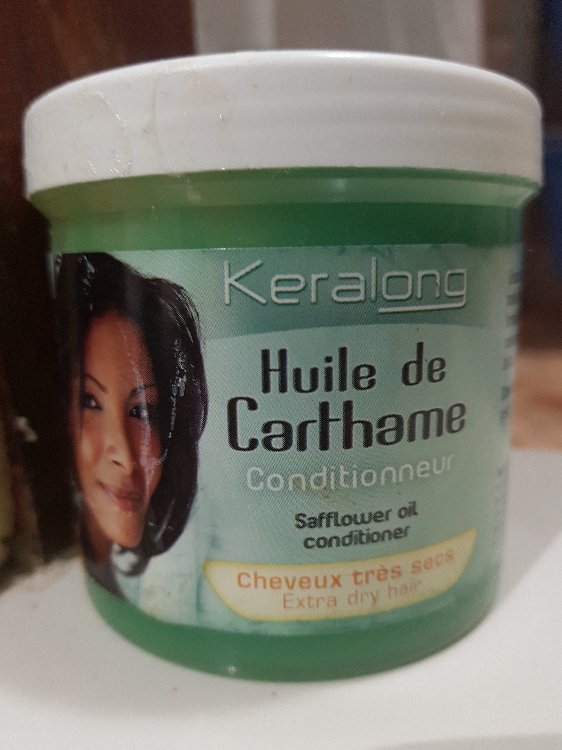 Keralong
Huile de
Carthame
Conditionneur
Safflower oil
conditioner
Cheveux très secs
Extra dry hair